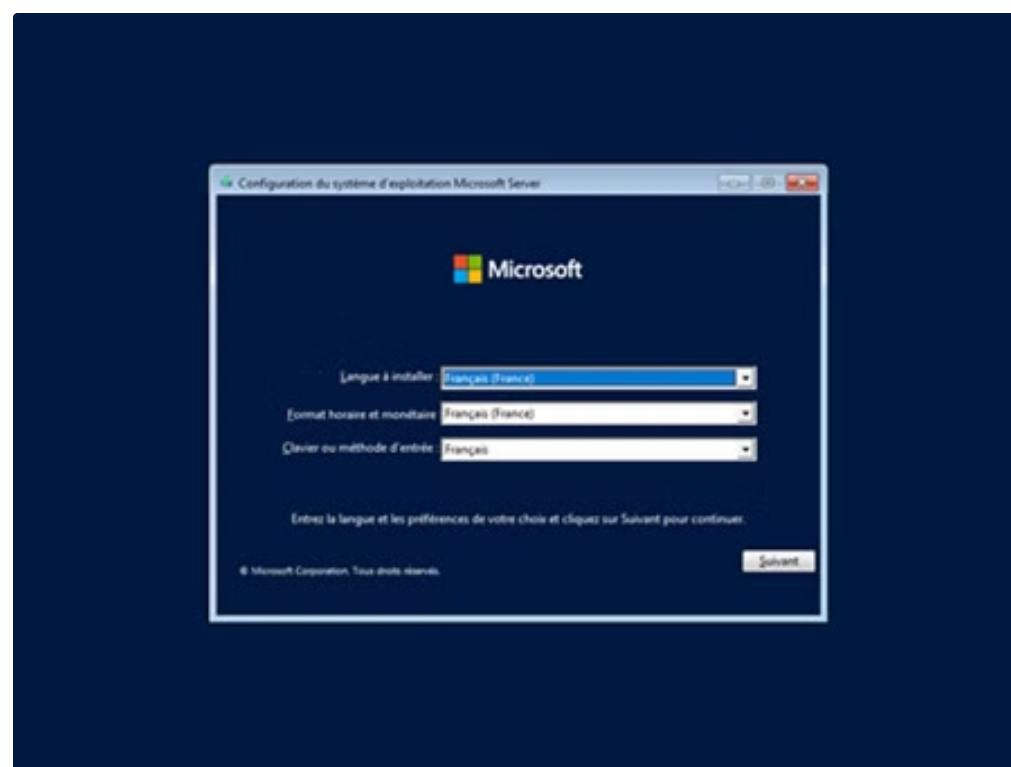 Configuration du système d'exploitation Microsoft Server
Microsoft
Langue à installer : Français (France)
Format horaire et monétaire Français (France)
Clavier ou méthode d'entrée : Français
Entrez la langue et les préférences de votre choix et cliquez sur Suivant pour continuer.
Suivant
© Microsoft Corporation. Tous droits réservés.